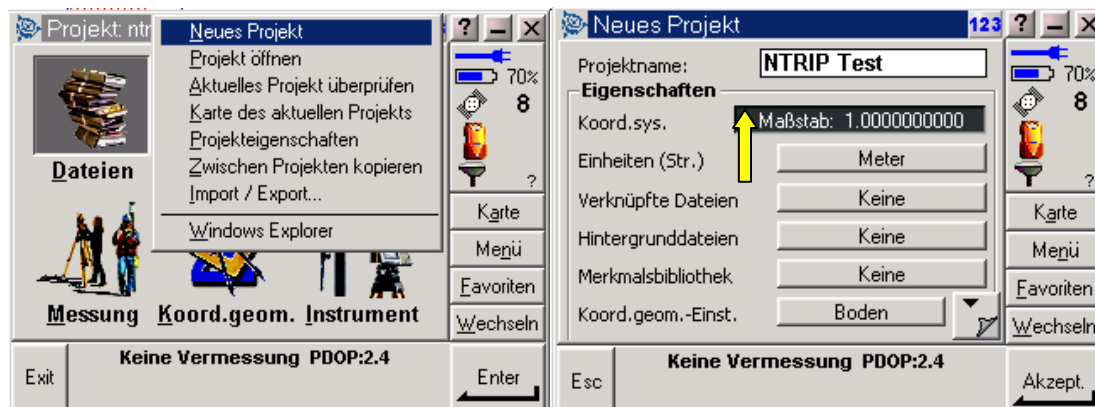 Projekt: ntr
Neues Projekt
Projekt öffnen
Aktuelles Projekt überprüfen
Karte des aktuellen Projekts
Projekteigenschaften
Zwischen Projekten kopieren
Import / Export...
Windows Explorer
Dateien
Messung Koord.geom. Instrument
? _ X
70%
8
?
Karte
Menü
Favoriten
Wechseln
Exit
Keine Vermessung PDOP:2.4
Enter
Neues Projekt 123 ? _ X
Projektname: NTRIP Test
Eigenschaften
Koord.sys. Maßstab: 1.0000000000
Einheiten (Str.) Meter
Verknüpfte Dateien Keine
Hintergrunddateien Keine
Merkmalsbibliothek Keine
Koord.geom.-Einst. Boden
70%
8
?
Karte
Menü
Favoriten
Wechseln
Esc
Keine Vermessung PDOP:2.4
Akzept.